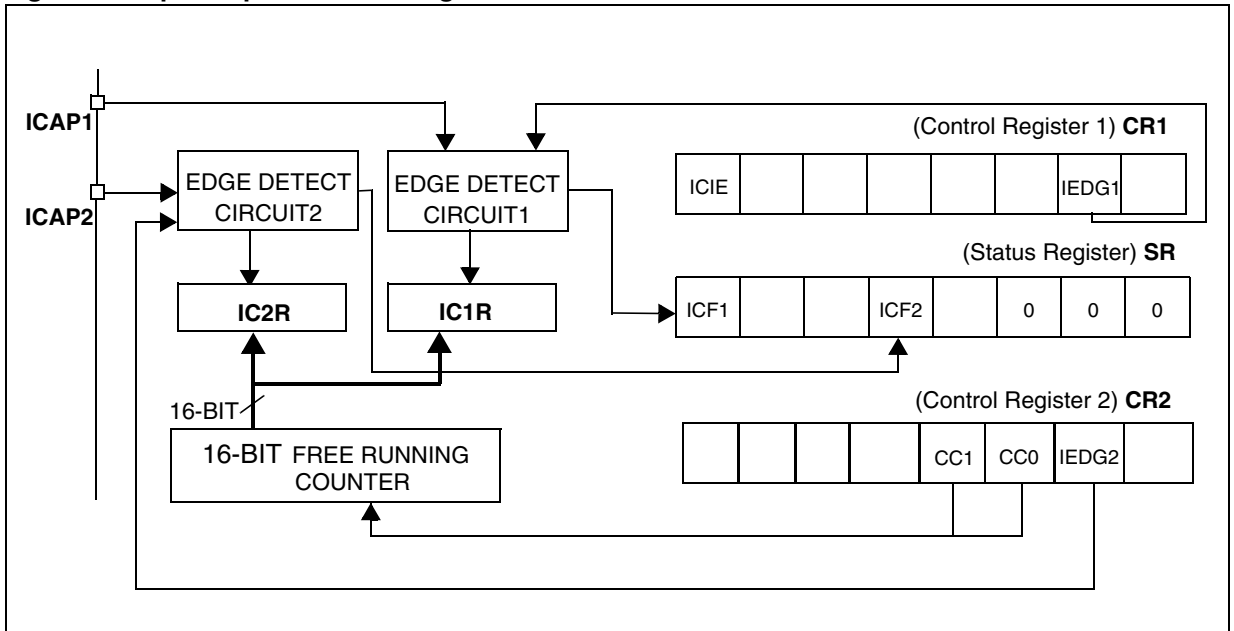 ICAP1
ICAP2
EDGE DETECT
CIRCUIT2
EDGE DETECT
CIRCUIT1
IC2R
IC1R
16-BIT
16-BIT FREE RUNNING
COUNTER
(Control Register 1) CR1
ICIE
IEDG1
(Status Register) SR
ICF1
ICF2
0
0
0
(Control Register 2) CR2
CC1
CC0
IEDG2